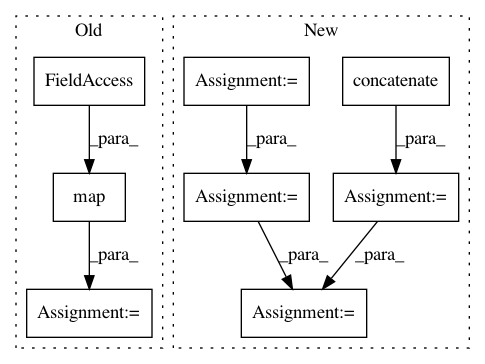 Old
New
FieldAccess
Assignment:=
concatenate
_para_
_para_
_para_
map
Assignment:=
Assignment:=
_para_
_para_
_para_
Assignment:=
Assignment:=